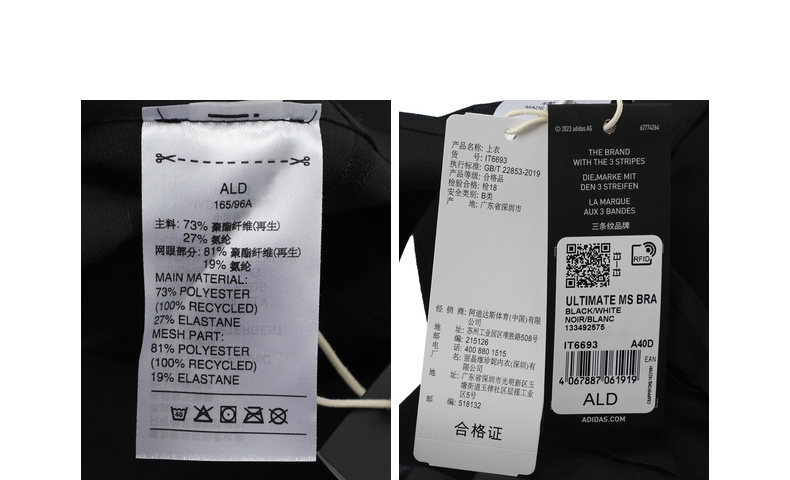 ALD
165/96A
主料: 73% 聚酯纤维(再生)
27% 氨纶
网眼部分: 81% 聚酯纤维(再生)
19% 氨纶
MAIN MATERIAL:
73% POLYESTER
(100% RECYCLED)
27% ELASTANE
MESH PART:
81% POLYESTER
(100% RECYCLED)
19% ELASTANE
40
MADE
产品名称: 上衣
货 号: IT6693
执行标准: GB/T 22853-2019
产品等级: 合格品
检验合格: 检18
安全类别: B类
产 地: 广东省深圳市
经 销 商: 阿迪达斯体育(中国)有限
公司
地 址: 苏州工业园区唯胜路508号
邮 编: 215126
电 话: 400 880 1515
厂 名: 丽晶维珍妮内衣(深圳)有
限公司
地 址: 广东省深圳市光明新区玉
塘街道玉律社区居摇工业
区5号
邮 编: 518132
合格证
© 2023 adidas AG
62774264
THE BRAND
WITH THE 3 STRIPES
DIE MARKE MIT
DEN 3 STREIFEN
LA MARQUE
AUX 3 BANDES
三条纹品牌
扫一扫
RFID
ULTIMATE MS BRA
BLACK/WHITE
NOIR/BLANC
133492575
IT6693 A40D
EAN
4 067887 061919
ALD
ADIDAS.COM